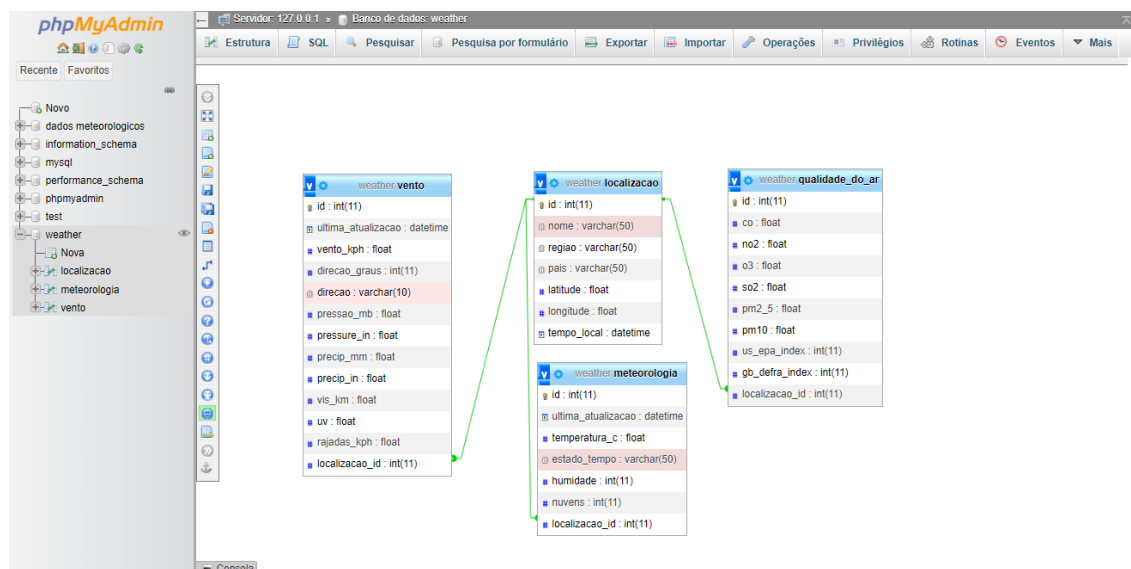 phpMyAdmin
Recente Favoritos
Novo
dados meteorologicos
information_schema
mysql
performance_schema
phpmyadmin
test
weather
Nova
localizacao
meteorologia
vento
Servidor: 127.0.0.1 » Banco de dados: weather
Estrutura SQL Pesquisar Pesquisa por formulário Exportar Importar Operações Privilégios Rotinas Eventos Mais
weather vento
id : int(11)
ultima_atualizacao : datetime
vento_kph : float
direcao_graus : int(11)
direcao : varchar(10)
pressao_mb : float
pressure_in : float
precip_mm : float
precip_in : float
vis_km : float
uv : float
rajadas_kph : float
localizacao_id : int(11)
weather localizacao
id : int(11)
nome : varchar(50)
regiao : varchar(50)
pais : varchar(50)
latitude : float
longitude : float
tempo_local : datetime
weather meteorologia
id : int(11)
ultima_atualizacao : datetime
temperatura_c : float
estado_tempo : varchar(50)
humidade : int(11)
nuvens : int(11)
localizacao_id : int(11)
weather qualidade_do_ar
id : int(11)
co : float
no2 : float
o3 : float
so2 : float
pm2_5 : float
pm10 : float
us_epa_index : int(11)
gb_defra_index : int(11)
localizacao_id : int(11)
Consola